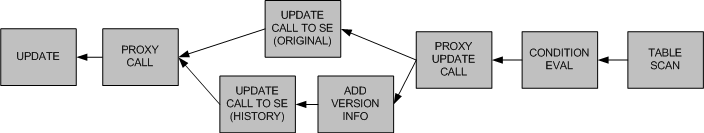 UPDATE
PROXY
CALL
UPDATE
CALL TO SE
(ORIGINAL)
UPDATE
CALL TO SE
(HISTORY)
ADD
VERSION
INFO
PROXY
UPDATE
CALL
CONDITION
EVAL
TABLE
SCAN